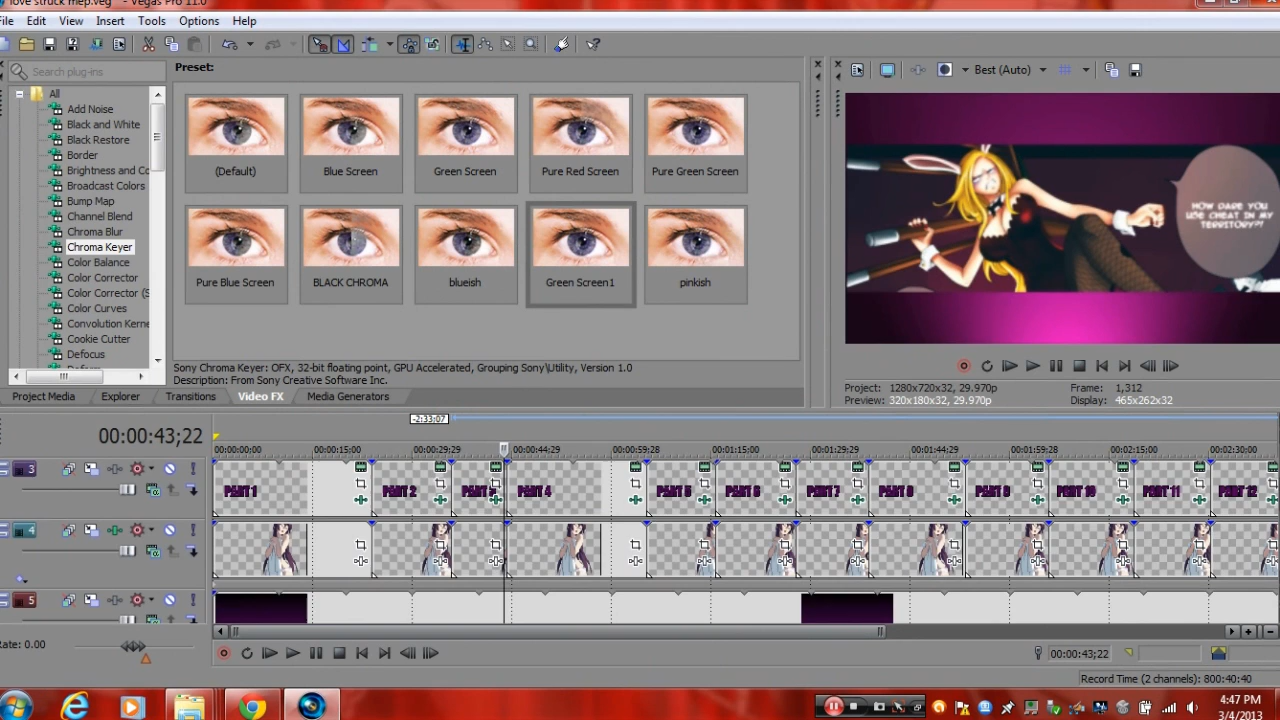 love struck mep.veg * - Vegas Pro 11.0
File Edit View Insert Tools Options Help
Search plug-ins
Preset:
Best (Auto)
All
Add Noise
Black and White
Black Restore
Border
Brightness and Co
Broadcast Colors
Bump Map
Channel Blend
Chroma Blur
Chroma Keyer
Color Balance
Color Corrector
Color Corrector (S
Color Curves
Convolution Kerne
Cookie Cutter
Defocus
(Default) Blue Screen Green Screen Pure Red Screen Pure Green Screen
Pure Blue Screen BLACK CHROMA blueish Green Screen1 pinkish
HOW DARE YOU
USE CHEAT IN MY
TERRITORY?!
Sony Chroma Keyer: OFX, 32-bit floating point, GPU Accelerated, Grouping Sony\Utility, Version 1.0
Description: From Sony Creative Software Inc.
Project Media Explorer Transitions Video FX Media Generators
Project: 1280x720x32, 29.970p Frame: 1,312
Preview: 320x180x32, 29.970p Display: 465x262x32
-2:33;07
00:00:43;22
00:00:00;00 00:00:15;00 00:00:29;29 00:00:44;29 00:00:59;28 00:01:15;00 00:01:29;29 00:01:44;29 00:01:59;28 00:02:15;00 00:02:30;00
3
PART 1 PART 2 PART 3 PART 4 PART 5 PART 6 PART 7 PART 8 PART 9 PART 10 PART 11 PART 12
4
5
Rate: 0.00
00:00:43;22
Record Time (2 channels): 800:40:40
4:47 PM
3/4/2013